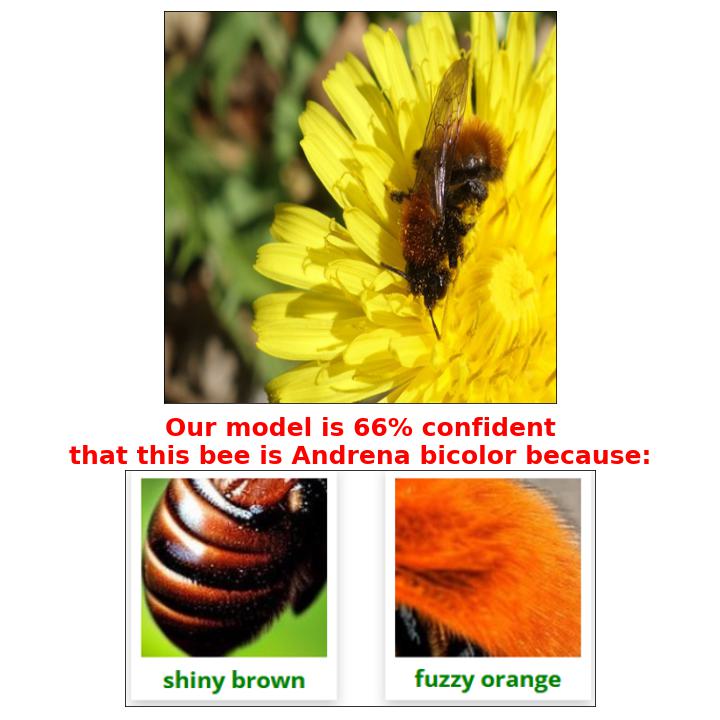 Our model is 66% confident
that this bee is Andrena bicolor because:
shiny brown
fuzzy orange